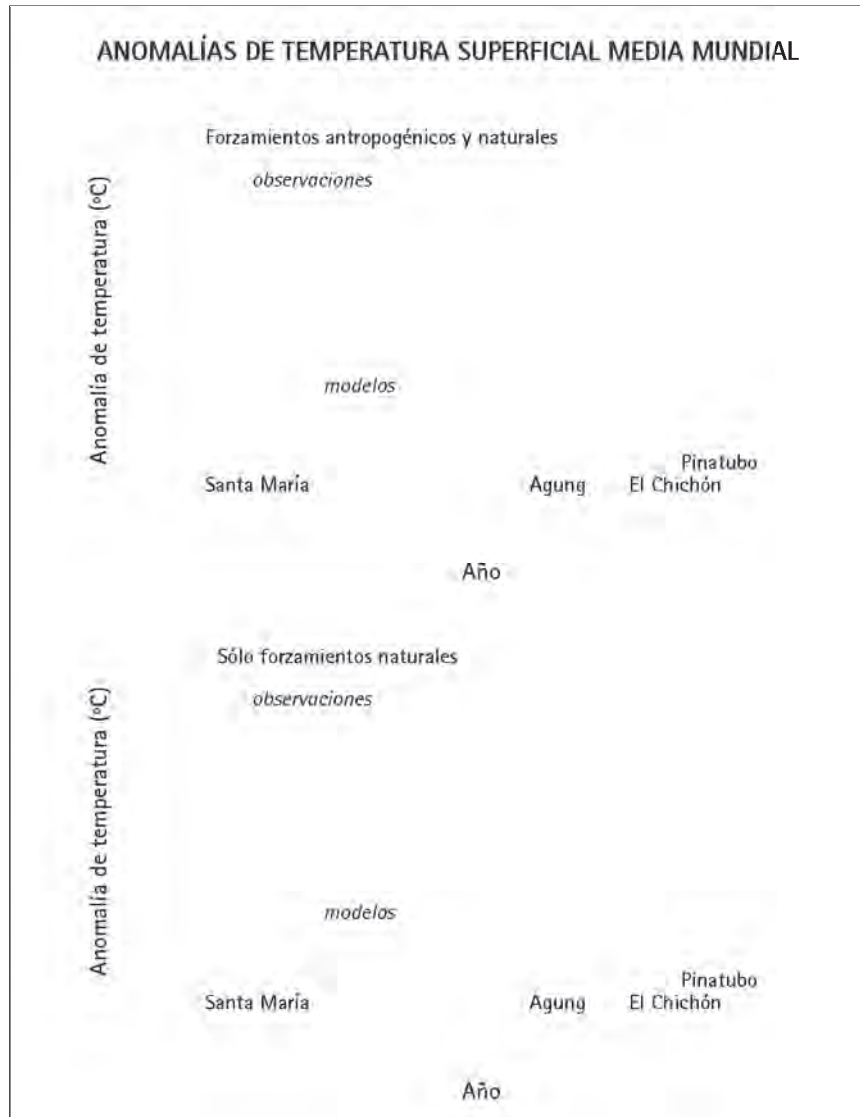 ANOMALÍAS DE TEMPERATURA SUPERFICIAL MEDIA MUNDIAL
Forzamientos antropogénicos y naturales
observaciones
Anomalía de temperatura (ºC)
modelos
Pinatubo
Santa María Agung El Chichón
Año
Sólo forzamientos naturales
observaciones
Anomalía de temperatura (ºC)
modelos
Pinatubo
Santa María Agung El Chichón
Año